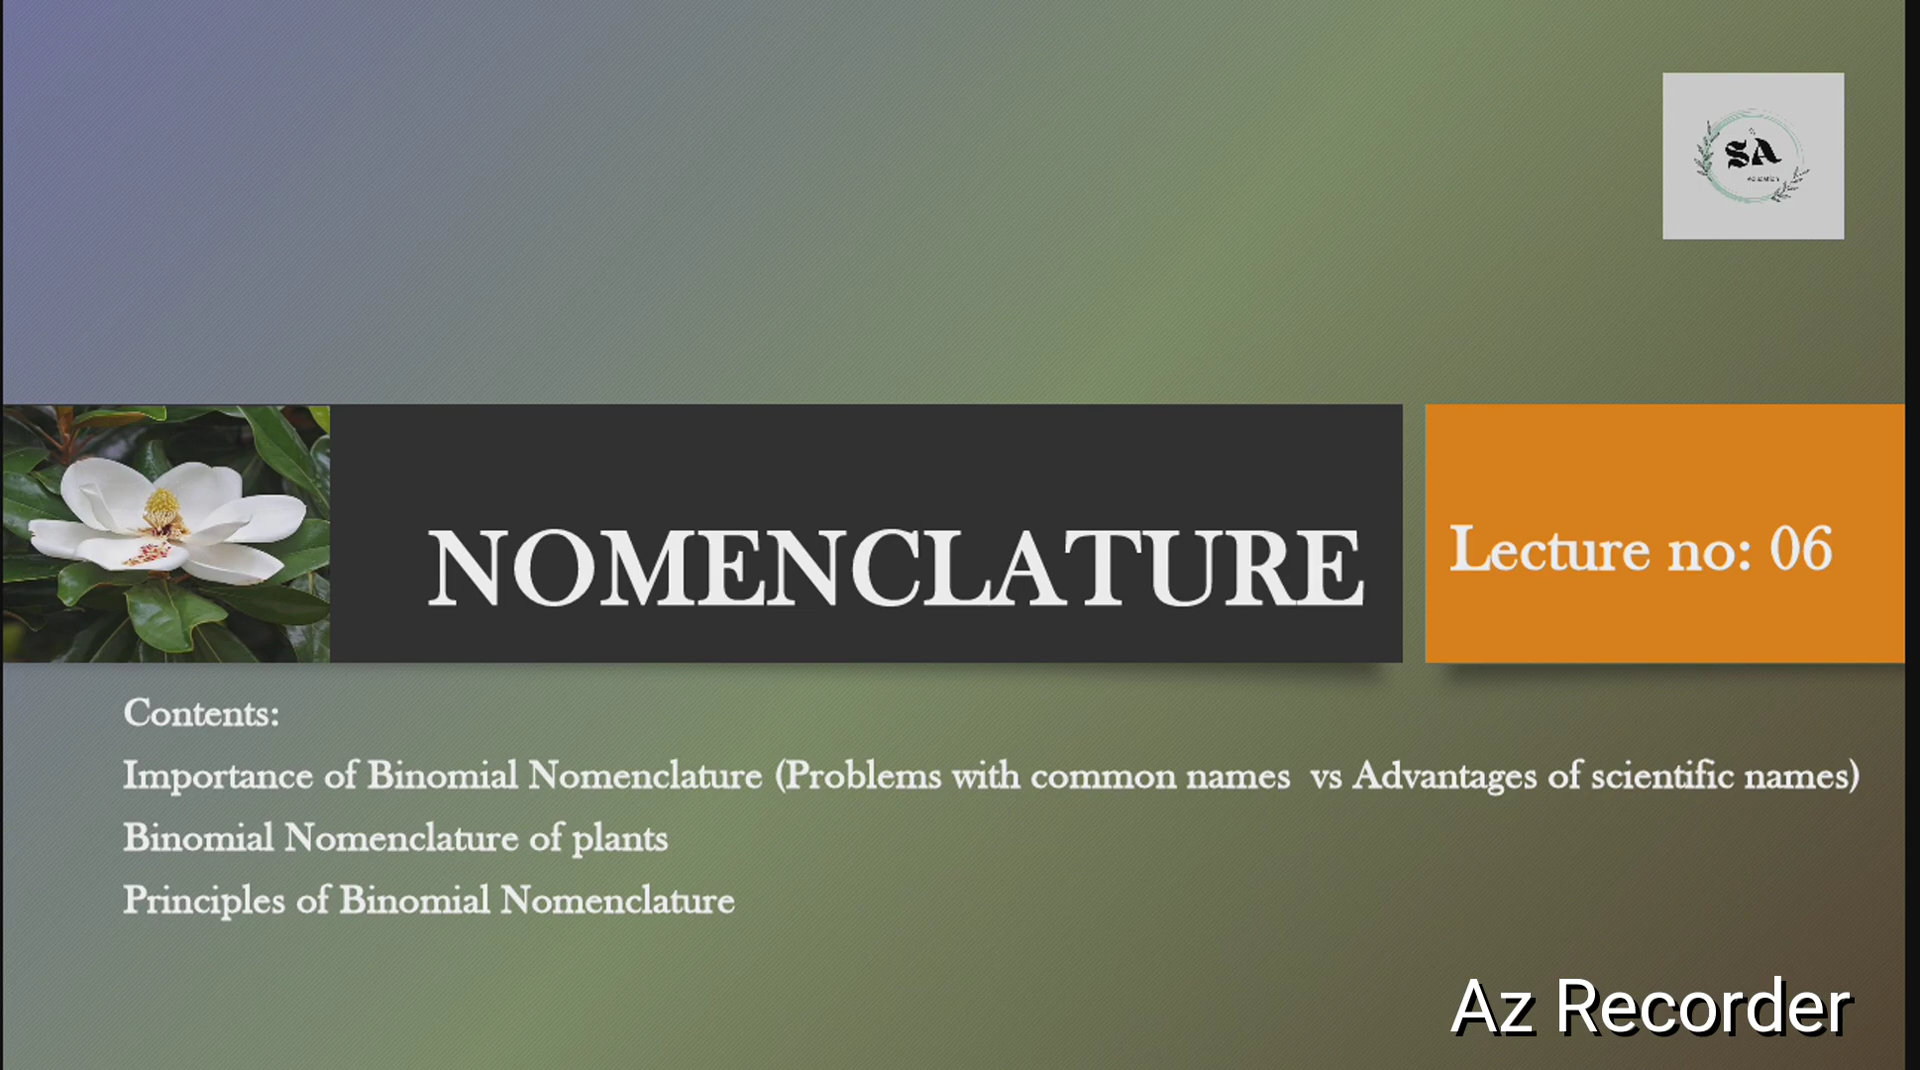 SA
education
NOMENCLATURE
Lecture no: 06
Contents:
Importance of Binomial Nomenclature (Problems with common names vs Advantages of scientific names)
Binomial Nomenclature of plants
Principles of Binomial Nomenclature
Az Recorder